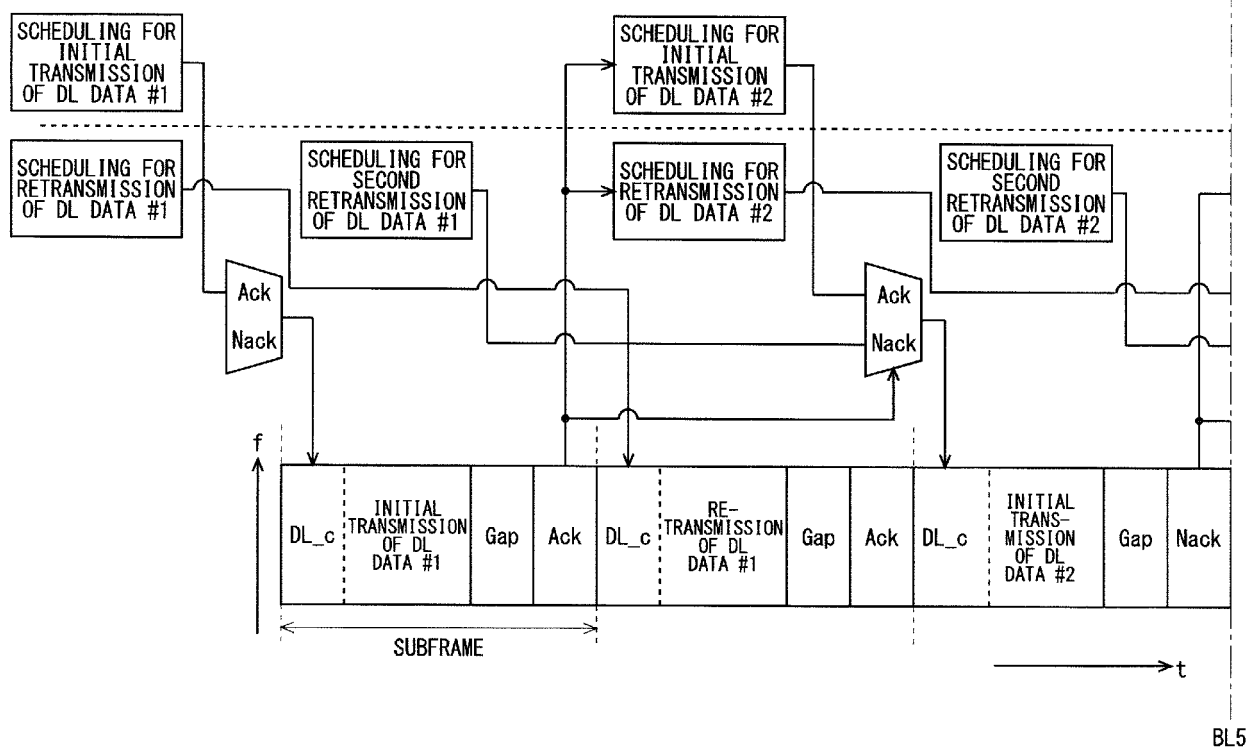 SCHEDULING FOR
INITIAL
TRANSMISSION
OF DL DATA #1
SCHEDULING FOR
INITIAL
TRANSMISSION
OF DL DATA #2
SCHEDULING FOR
RETRANSMISSION
OF DL DATA #1
SCHEDULING FOR
SECOND
RETRANSMISSION
OF DL DATA #1
SCHEDULING FOR
RETRANSMISSION
OF DL DATA #2
SCHEDULING FOR
SECOND
RETRANSMISSION
OF DL DATA #2
Ack
Nack
Ack
Nack
f
DL_c
INITIAL
TRANSMISSION
OF DL
DATA #1
Gap
Ack
DL_c
RE-
TRANSMISSION
OF DL
DATA #1
Gap
Ack
DL_c
INITIAL
TRANS-
MISSION
OF DL
DATA #2
Gap
Nack
SUBFRAME
t
BL5